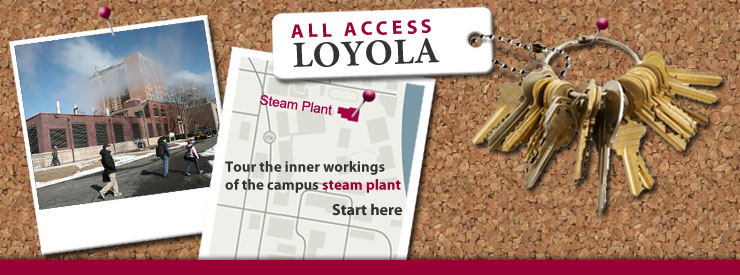 ALL ACCESS
LOYOLA
Steam Plant
Tour the inner workings
of the campus steam plant
Start here